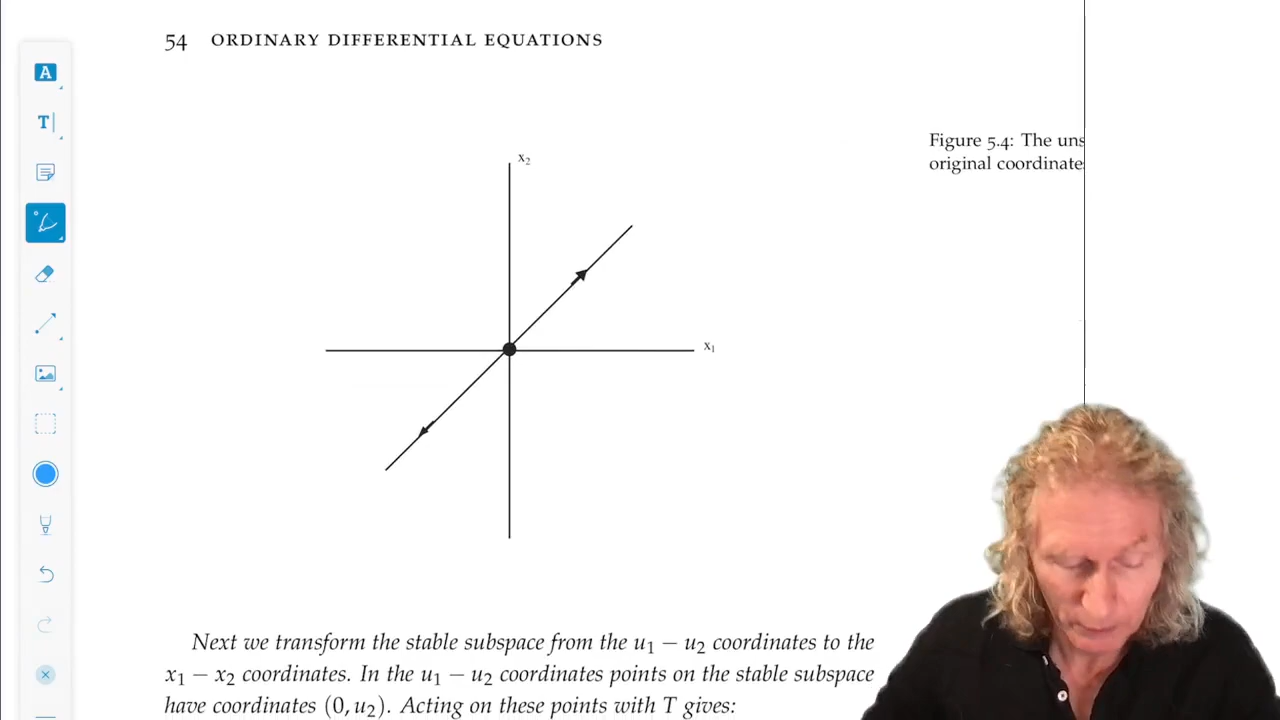 54 ORDINARY DIFFERENTIAL EQUATIONS
Figure 5.4: The
original
x₂
x₁
Next we transform the stable subspace from the u₁ − u₂ coordinates to the
x₁ − x₂ coordinates. In the u₁ − u₂ coordinates points on the stable subspace
have coordinates (0, u₂). Acting on these points with T gives:
A
T